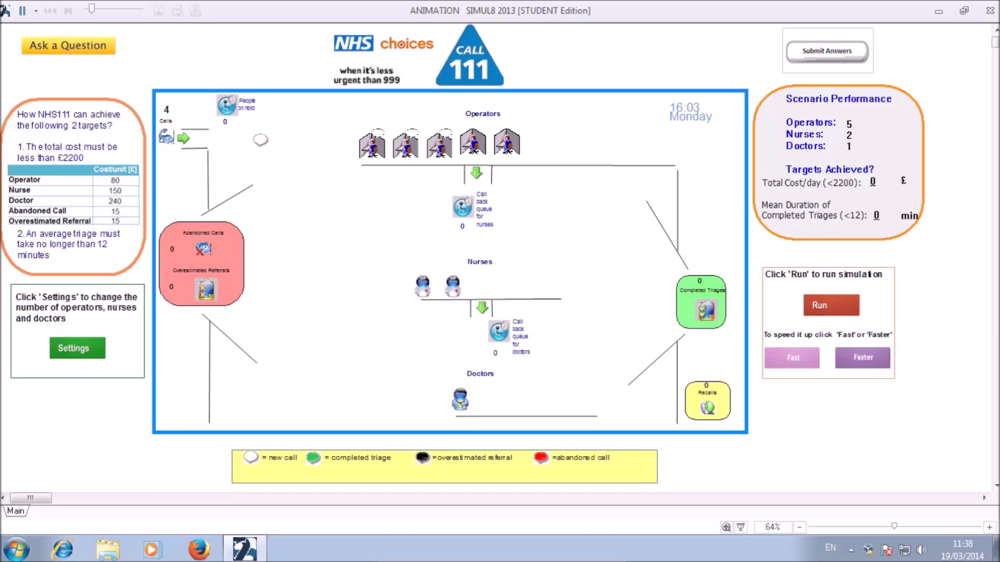 ANIMATION SIMUL8 2013 [STUDENT Edition]
Ask a Question
NHS choices
when it's less
urgent than 999
CALL
111
Submit Answers
How NHS111 can achieve
the following 2 targets?
1. The total cost must be
less than £2200
Cost/unit [£]
Operator 80
Nurse 150
Doctor 240
Abandoned Call 15
Overestimated Referral 15
2. An average triage must
take no longer than 12
minutes
Click 'Settings' to change the
number of operators, nurses
and doctors
Settings
4
Calls
People
on hold
0
Operators
16:03
Monday
Call
back
queue
for
nurses
0
Abandoned Calls
0
Overestimated Referrals
0
Nurses
Call
back
queue
for
doctors
0
Doctors
0
Completed Triages
0
Recalls
Scenario Performance
Operators: 5
Nurses: 2
Doctors: 1
Targets Achieved?
Total Cost/day (<2200): 0 £
Mean Duration of
Completed Triages (<12): 0 min
Click 'Run' to run simulation
Run
To speed it up click 'Fast' or 'Faster'
Fast
Faster
= new call
= completed triage
=overestimated referral
=abandoned call
Main
64%
EN
11:38
19/03/2014